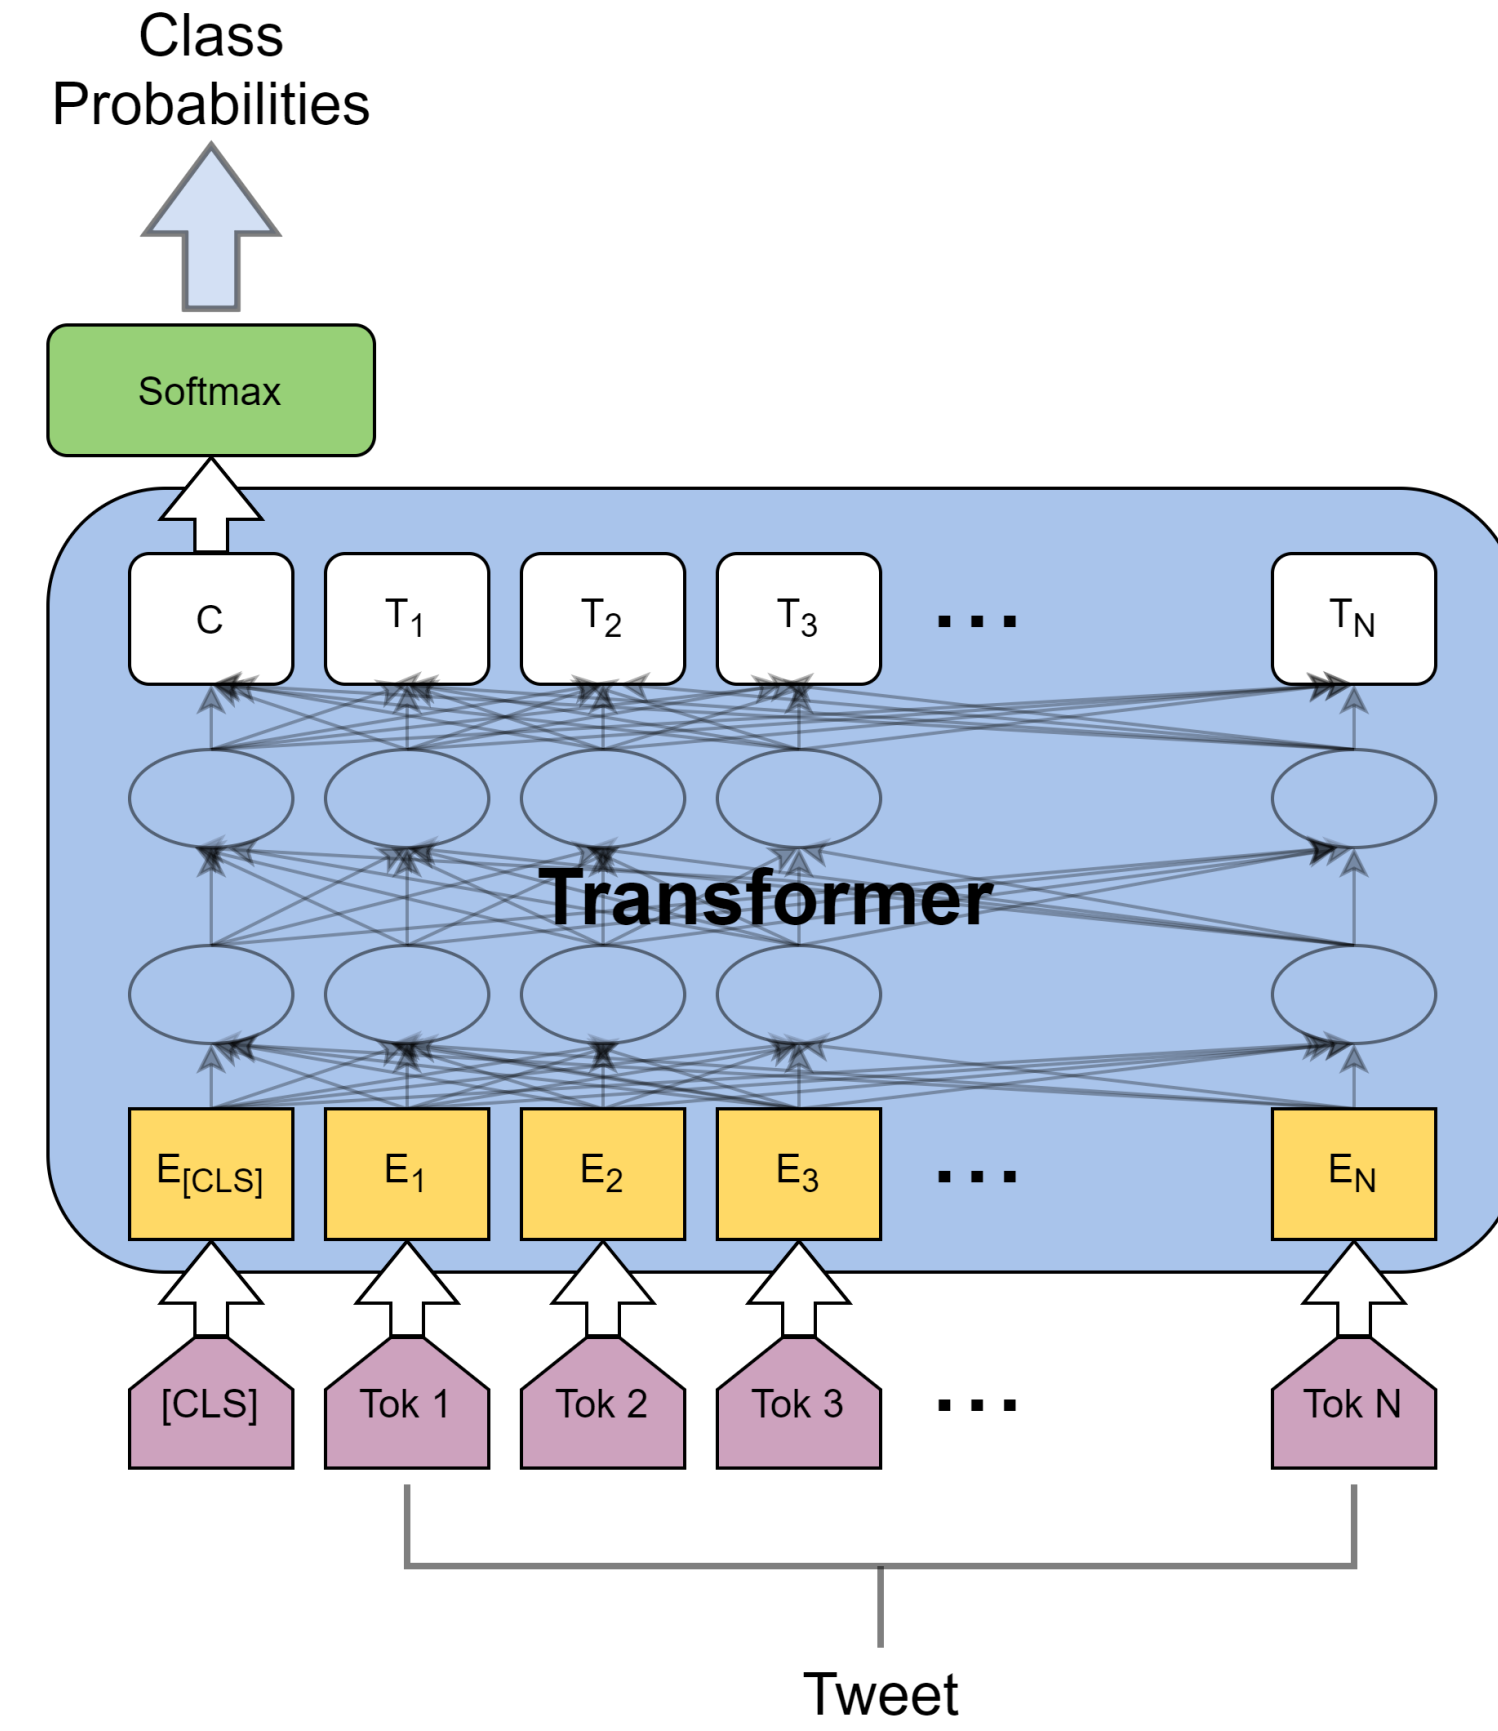 Class
Probabilities
Softmax
C T1 T2 T3 ... TN
Transformer
E[CLS] E1 E2 E3 ... EN
[CLS] Tok 1 Tok 2 Tok 3 ... Tok N
Tweet